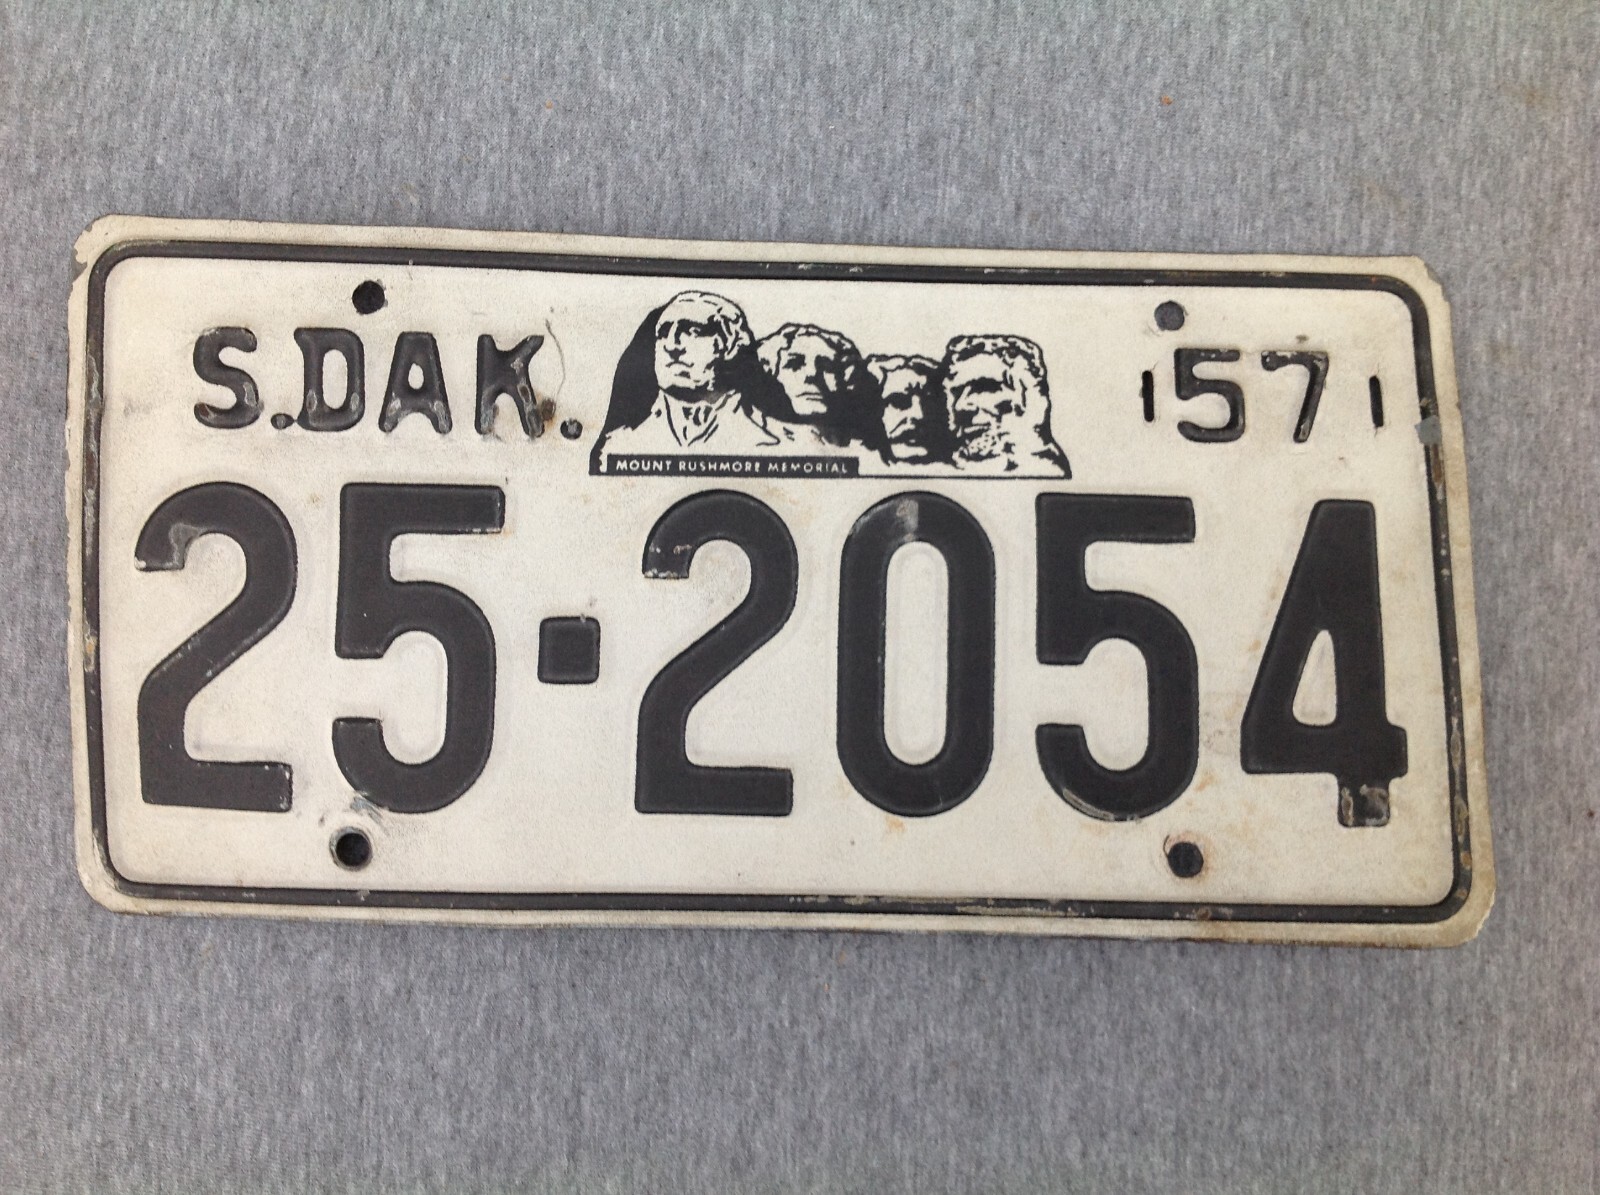 S.DAK. 57
MOUNT RUSHMORE MEMORIAL
25-2054